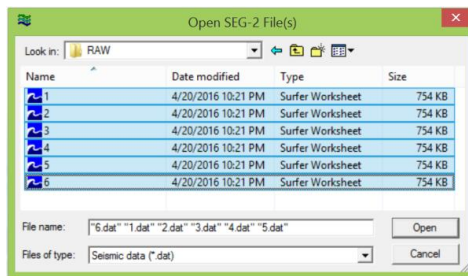 Open SEG-2 File(s)
Look in: RAW
Name Date modified Type Size
1 4/20/2016 10:21 PM Surfer Worksheet 754 KB
2 4/20/2016 10:21 PM Surfer Worksheet 754 KB
3 4/20/2016 10:21 PM Surfer Worksheet 754 KB
4 4/20/2016 10:21 PM Surfer Worksheet 754 KB
5 4/20/2016 10:21 PM Surfer Worksheet 754 KB
6 4/20/2016 10:21 PM Surfer Worksheet 754 KB
File name: "6.dat" "1.dat" "2.dat" "3.dat" "4.dat" "5.dat" Open
Files of type: Seismic data (*.dat) Cancel